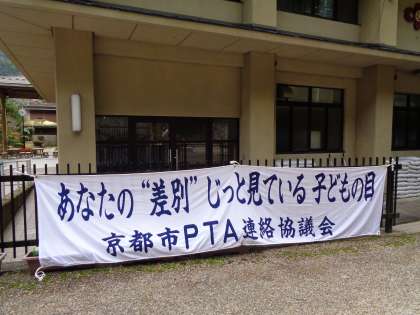 あなたの“差別”じっと見ている子どもの目
京都市PTA連絡協議会